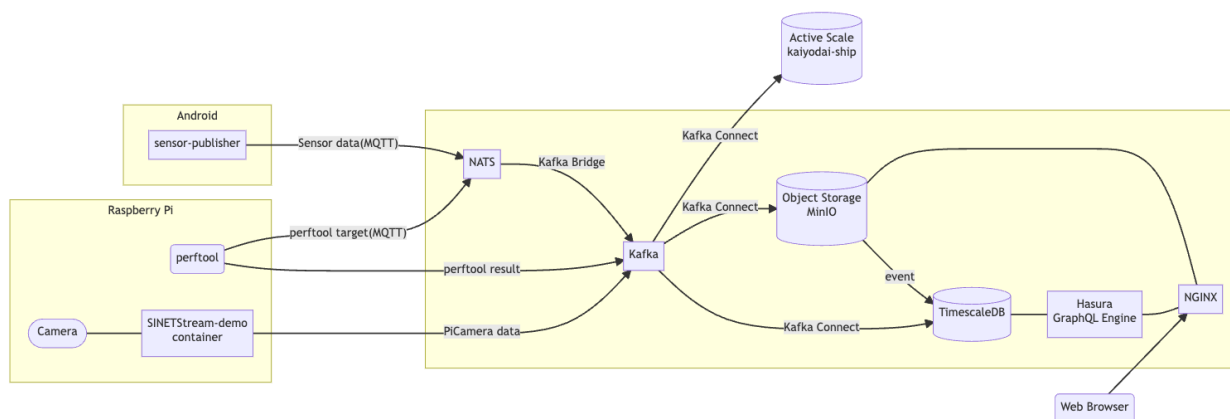 Active Scale
kaiyodai-ship
Android
sensor-publisher
Sensor data(MQTT)
Kafka Connect
NATS
Kafka Bridge
Raspberry Pi
perftool
perftool target(MQTT)
perftool result
Kafka
Kafka Connect
Object Storage
MinIO
event
Camera
SINETStream-demo
container
PiCamera data
Kafka Connect
TimescaleDB
Hasura
GraphQL Engine
NGINX
Web Browser